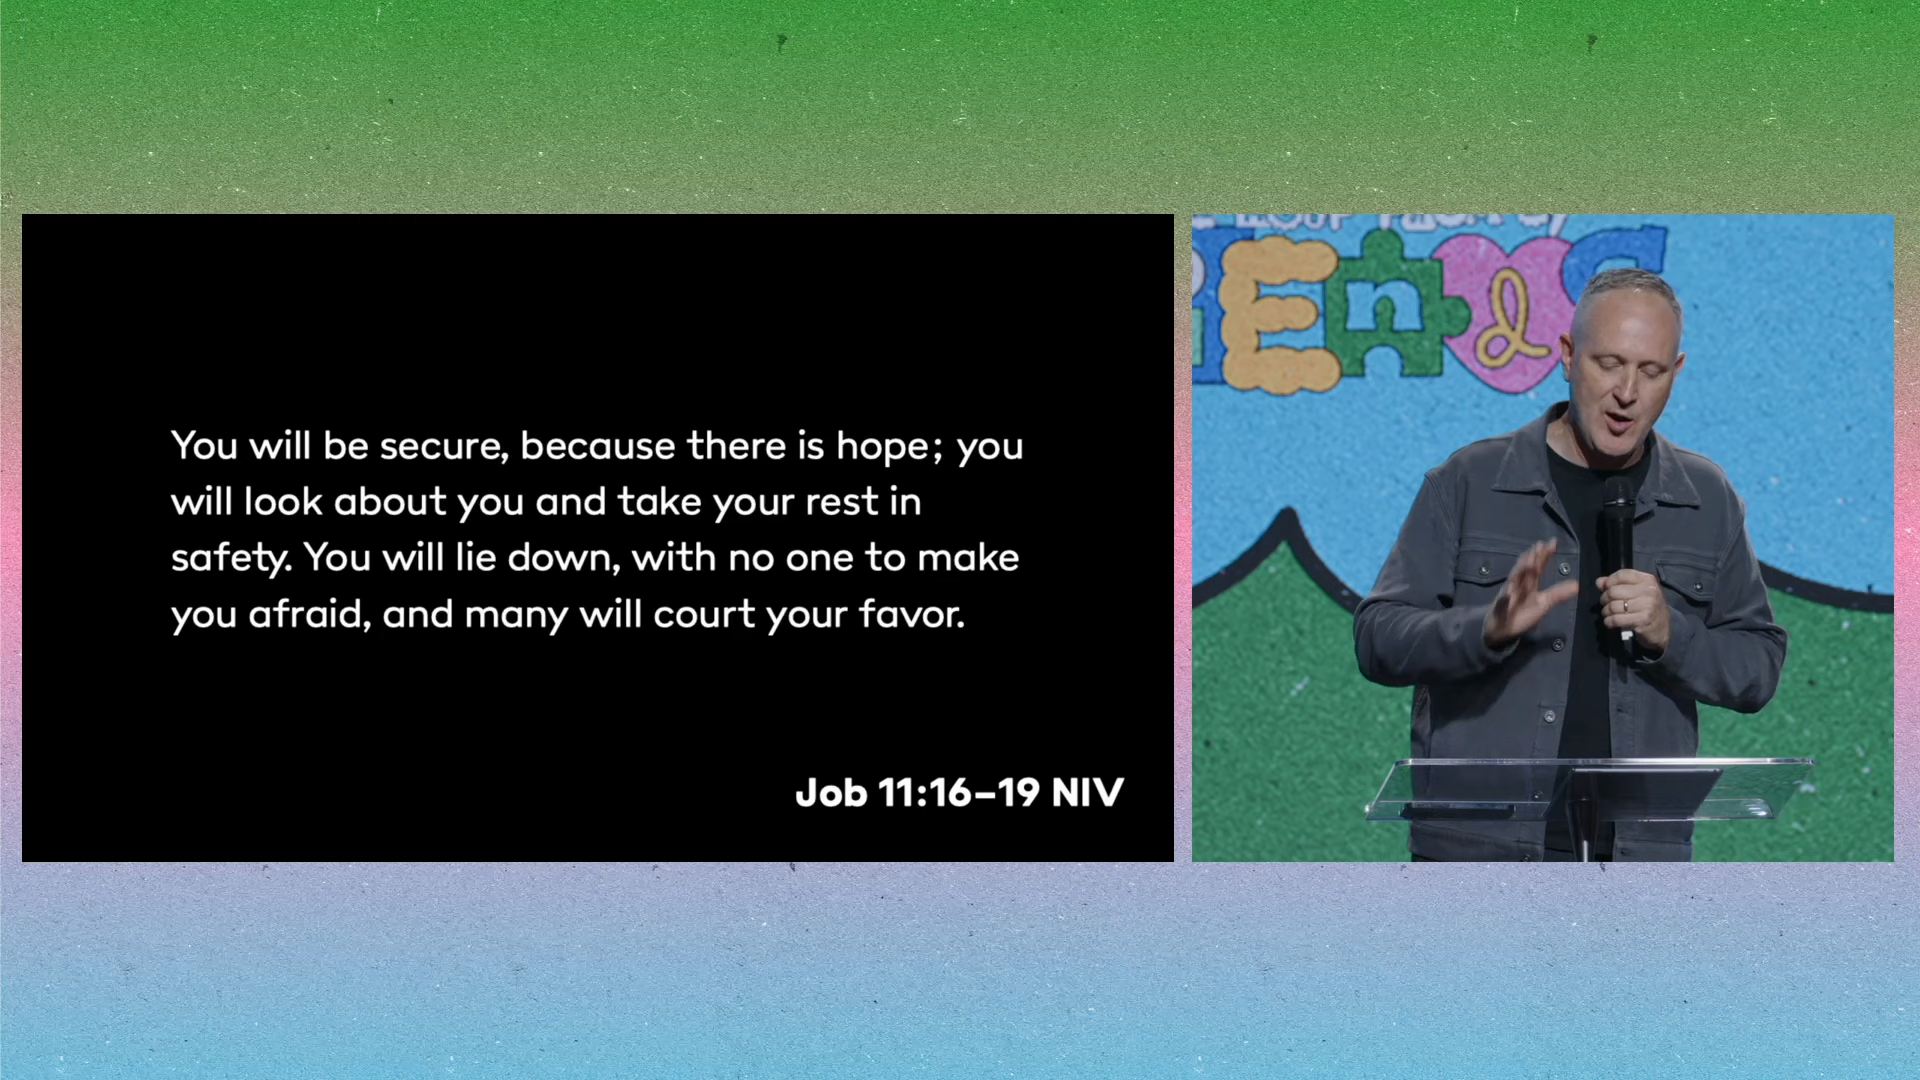 You will be secure, because there is hope; you
will look about you and take your rest in
safety. You will lie down, with no one to make
you afraid, and many will court your favor.
Job 11:16–19 NIV